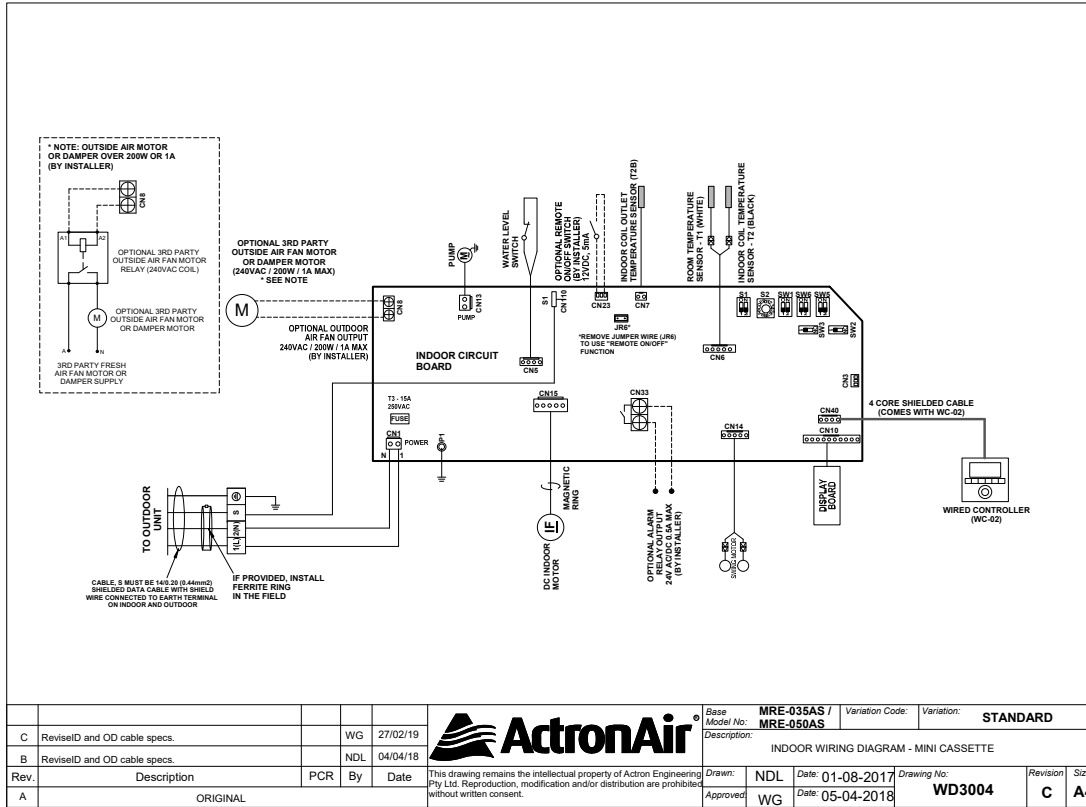 * NOTE: OUTSIDE AIR MOTOR
OR DAMPER OVER 200W OR 1A
(BY INSTALLER)
CN8
A1
A2
OPTIONAL 3RD PARTY
OUTSIDE AIR FAN MOTOR
RELAY (240VAC COIL)
M
OPTIONAL 3RD PARTY
OUTSIDE AIR FAN MOTOR
OR DAMPER MOTOR
A
N
3RD PARTY FRESH
AIR FAN MOTOR OR
DAMPER SUPPLY
OPTIONAL 3RD PARTY
OUTSIDE AIR FAN MOTOR
OR DAMPER MOTOR
(240VAC / 200W / 1A MAX)
* SEE NOTE
M
CN8
OPTIONAL OUTDOOR
AIR FAN OUTPUT
240VAC / 200W / 1A MAX
(BY INSTALLER)
PUMP
M
CN13
PUMP
WATER LEVEL
SWITCH
CN5
S1
CN110
OPTIONAL REMOTE
ON/OFF SWITCH
(BY INSTALLER)
12VDC, 5mA
CN23
INDOOR COIL OUTLET
TEMPERATURE SENSOR (T2B)
CN7
JR6*
*REMOVE JUMPER WIRE (JR6)
TO USE "REMOTE ON/OFF"
FUNCTION
ROOM TEMPERATURE
SENSOR - T1 (WHITE)
INDOOR COIL TEMPERATURE
SENSOR - T2 (BLACK)
CN6
S1
S2
SW1
SW6
SW5
SW3
SW2
CN3
INDOOR CIRCUIT
BOARD
T3 - 15A
250VAC
FUSE
CN1
POWER
N
1
P1
CN15
CN33
CN14
CN40
CN10
4 CORE SHIELDED CABLE
(COMES WITH WC-02)
WIRED CONTROLLER
(WC-02)
DISPLAY
BOARD
SWING MOTOR
OPTIONAL ALARM
RELAY OUTPUT
24V AC/DC 0.5A MAX
(BY INSTALLER)
MAGNETIC
RING
DC INDOOR
MOTOR
TO OUTDOOR
UNIT
S
2(N)
1(L)
CABLE, S MUST BE 14/0.20 (0.44mm2)
SHIELDED DATA CABLE WITH SHIELD
WIRE CONNECTED TO EARTH TERMINAL
ON INDOOR AND OUTDOOR
IF PROVIDED, INSTALL
FERRITE RING
IN THE FIELD
C ReviseID and OD cable specs. WG 27/02/19
B ReviseID and OD cable specs. NDL 04/04/18
Rev. Description PCR By Date
A ORIGINAL
ActronAir®
This drawing remains the intellectual property of Actron Engineering
Pty Ltd. Reproduction, modification and/or distribution are prohibited
without written consent.
Base
Model No:
MRE-035AS /
MRE-050AS
Variation Code:
Variation: STANDARD
Description:
INDOOR WIRING DIAGRAM - MINI CASSETTE
Drawn: NDL Date: 01-08-2017
Approved: WG Date: 05-04-2018
Drawing No:
WD3004
Revision
C